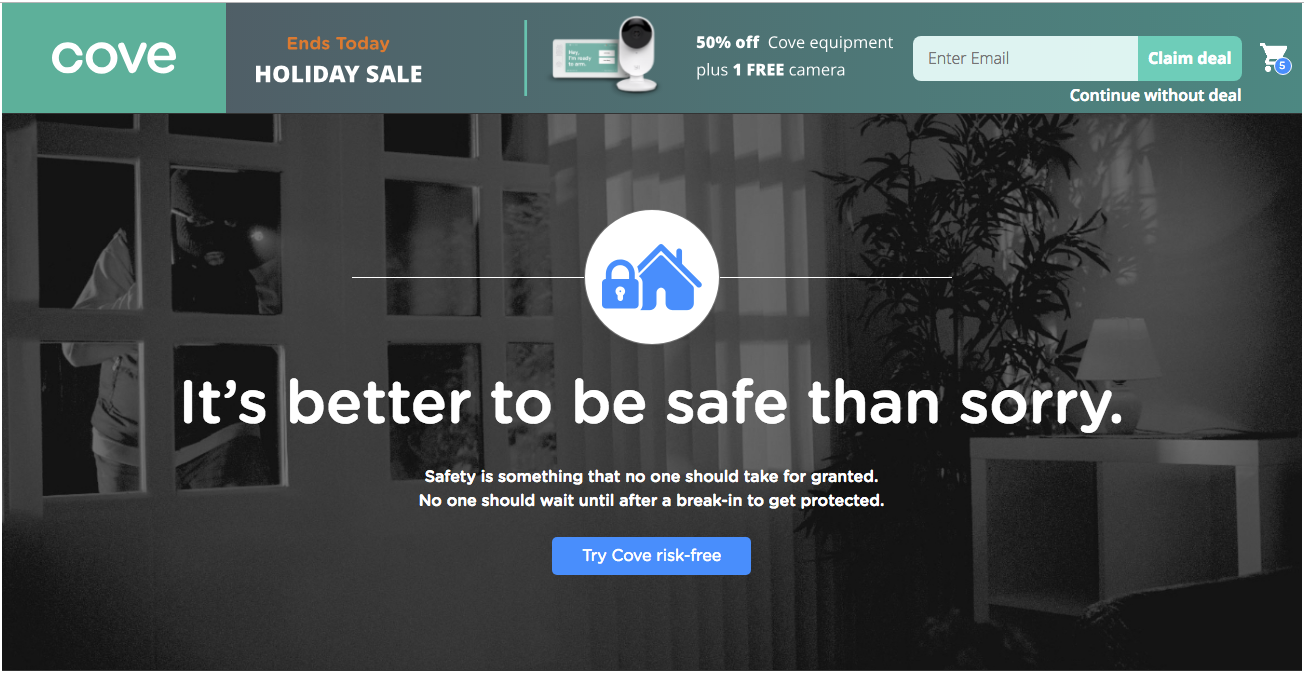 cove
Ends Today
HOLIDAY SALE
Hey,
I'm ready
to arm.
50% off Cove equipment
plus 1 FREE camera
Enter Email
Claim deal
5
Continue without deal
It's better to be safe than sorry.
Safety is something that no one should take for granted.
No one should wait until after a break-in to get protected.
Try Cove risk-free